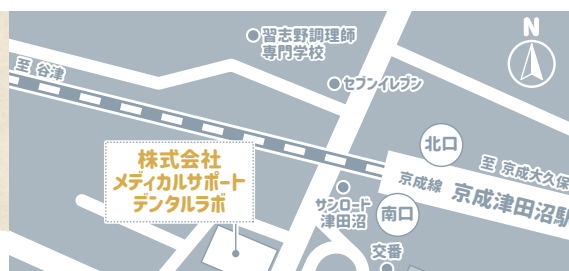 N
習志野調理師
専門学校
至 谷津
セブンイレブン
北口
株式会社
メディカルサポート
デンタルラボ
至 京成大久保
京成線 京成津田沼駅
サンロード
津田沼
南口
交番